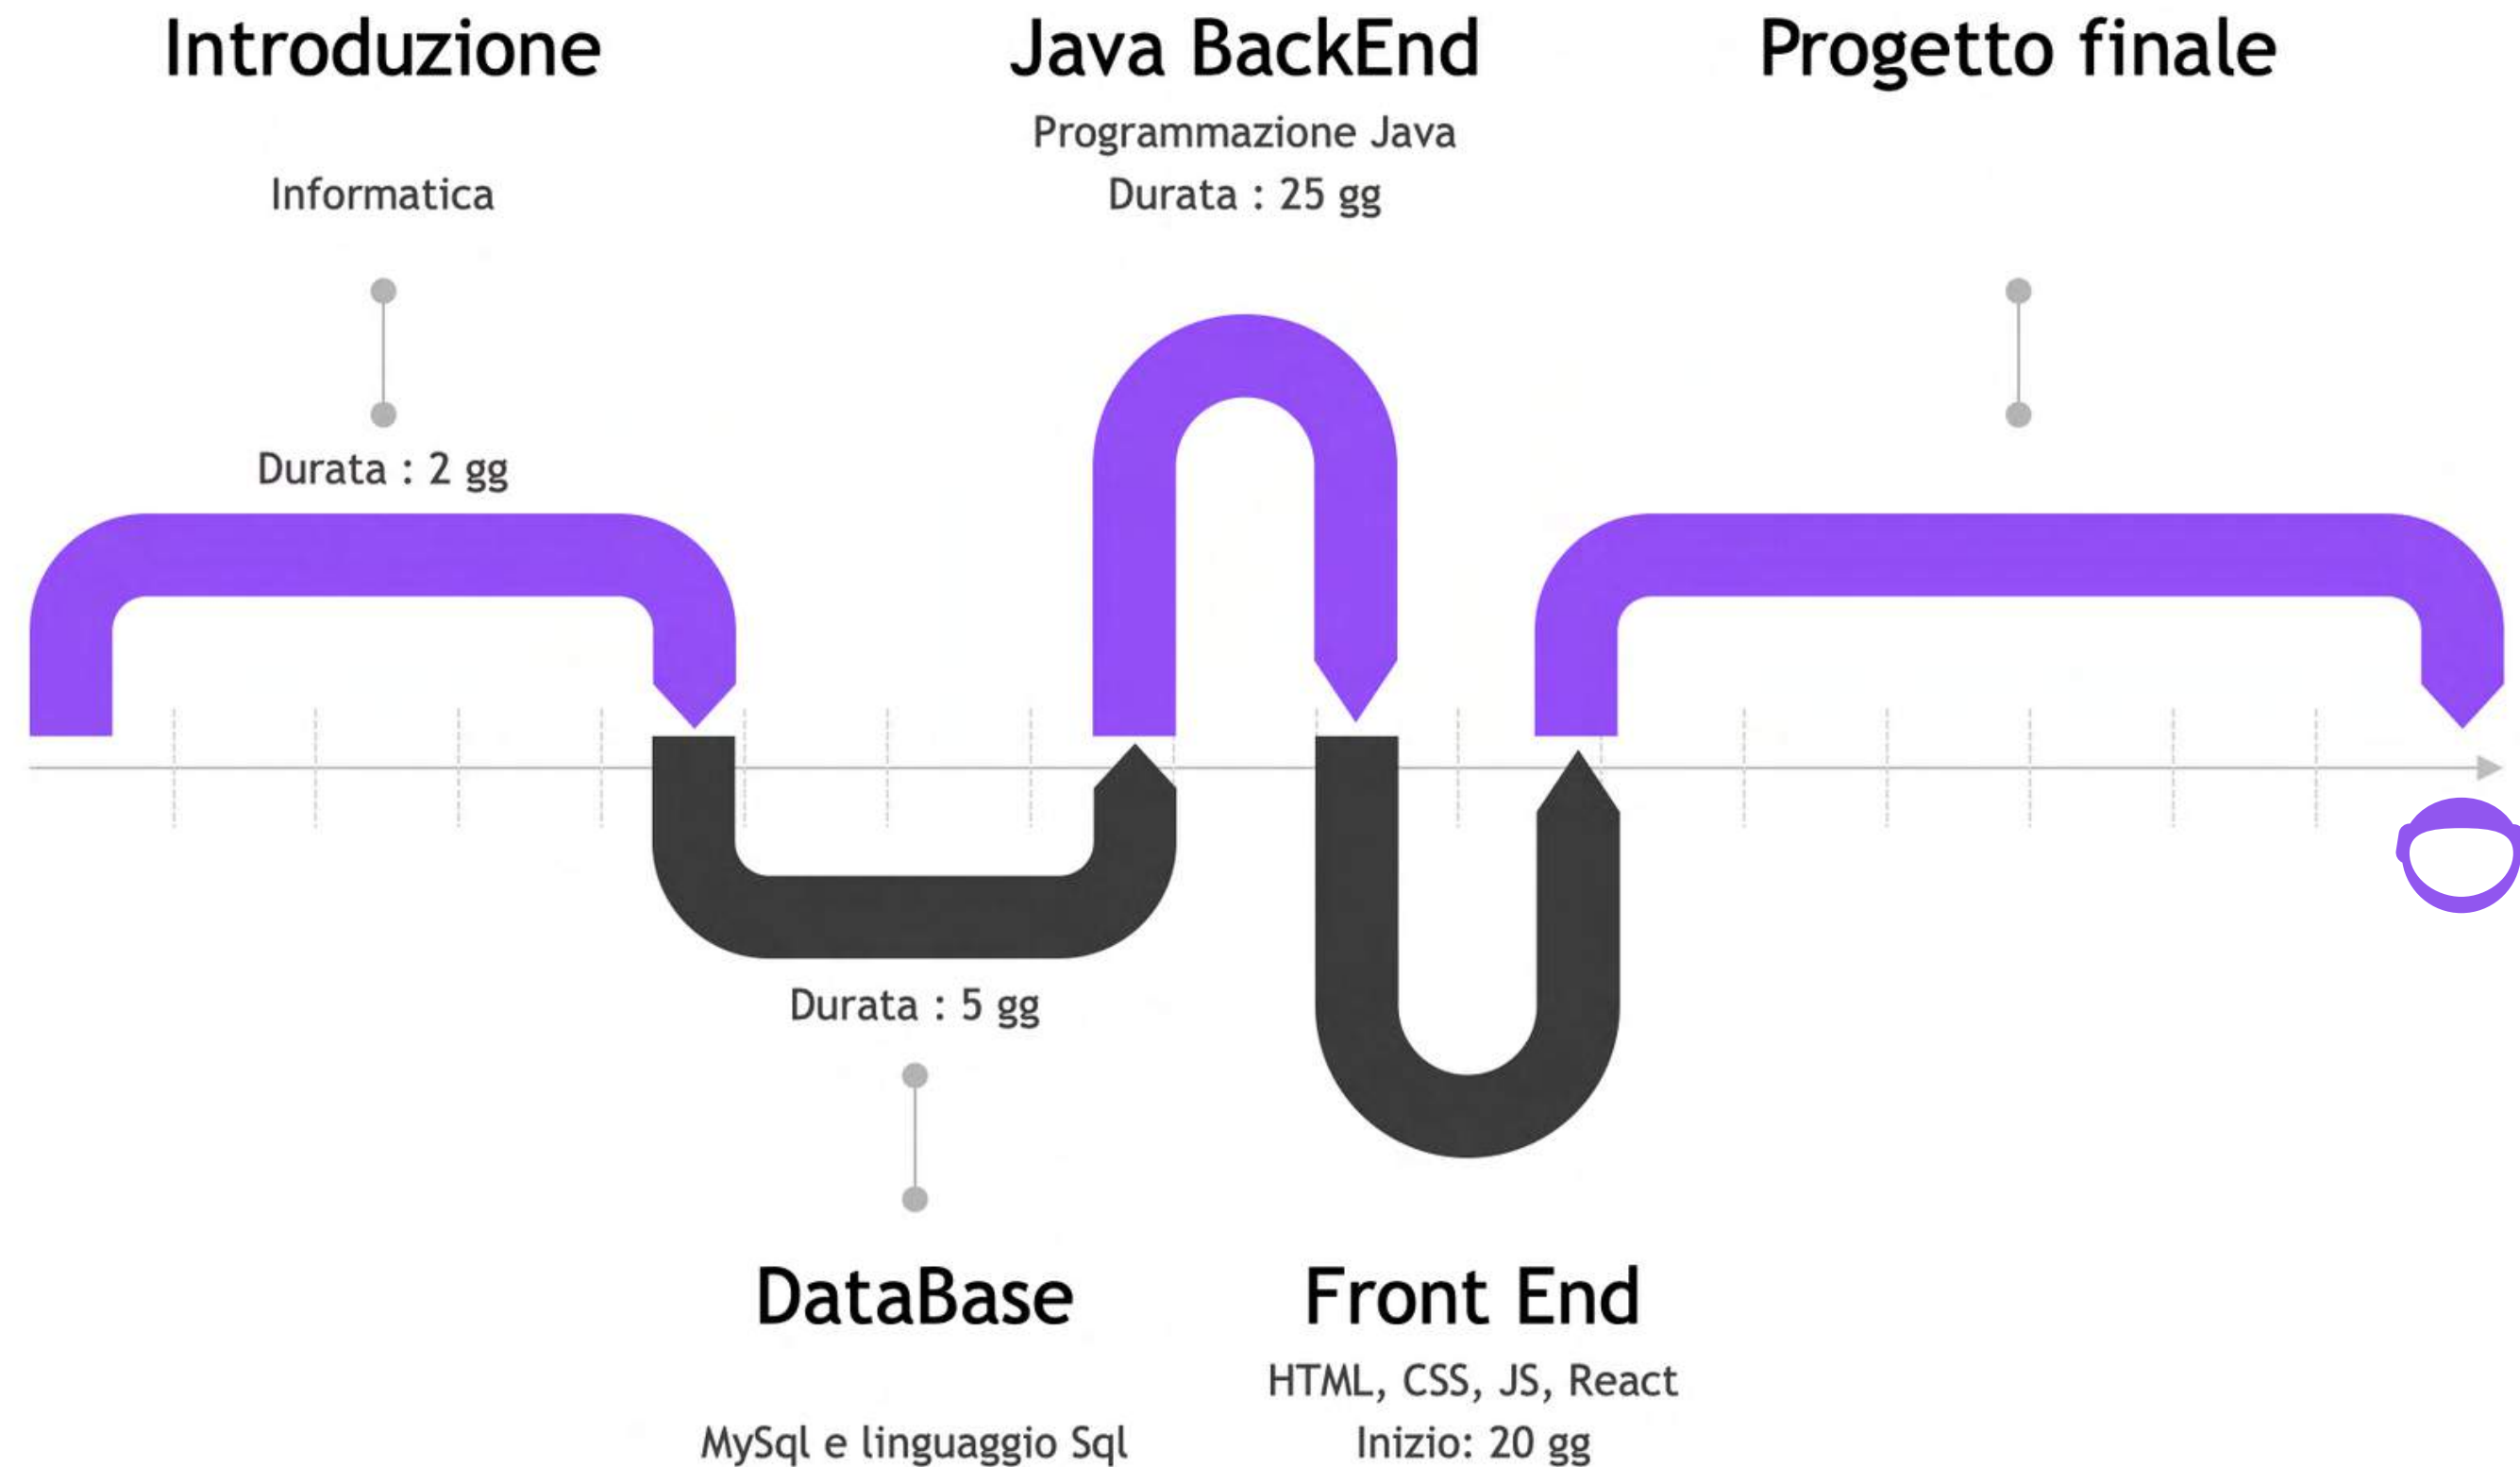 Introduzione
Informatica
Durata : 2 gg
Java BackEnd
Programmazione Java
Durata : 25 gg
Progetto finale
Durata : 5 gg
DataBase
MySql e linguaggio Sql
Front End
HTML, CSS, JS, React
Inizio: 20 gg